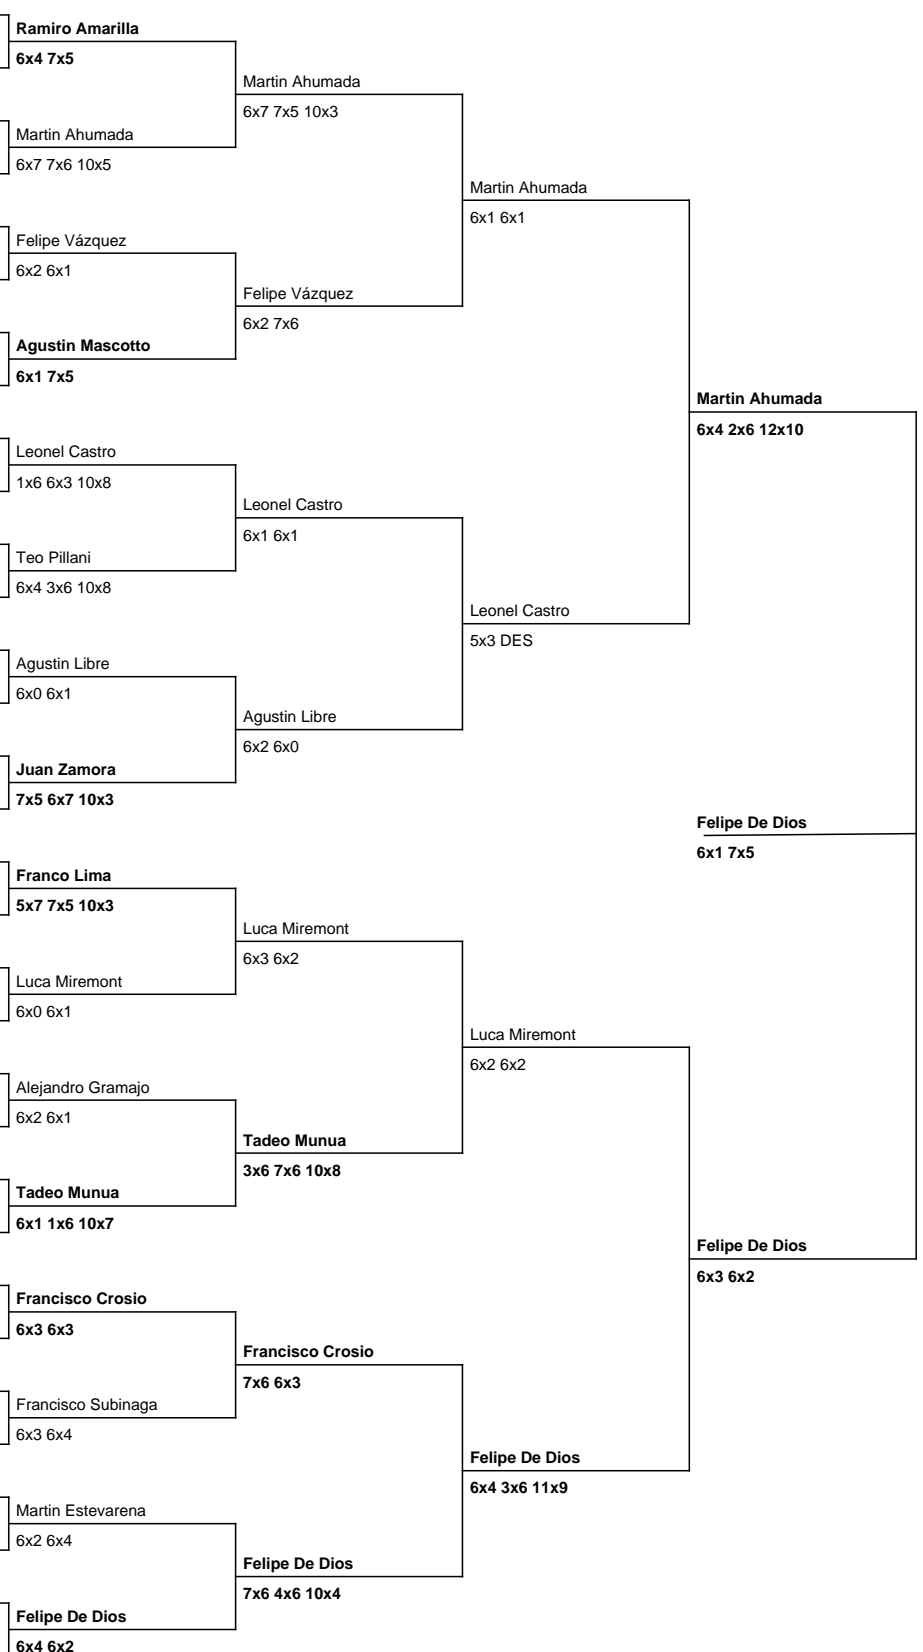 Ramiro Amarilla
6x4 7x5
Martin Ahumada
6x7 7x5 10x3
Martin Ahumada
6x7 7x6 10x5
Martin Ahumada
6x1 6x1
Felipe Vázquez
6x2 6x1
Felipe Vázquez
6x2 7x6
Agustin Mascotto
6x1 7x5
Martin Ahumada
6x4 2x6 12x10
Leonel Castro
1x6 6x3 10x8
Leonel Castro
6x1 6x1
Teo Pillani
6x4 3x6 10x8
Leonel Castro
5x3 DES
Agustin Libre
6x0 6x1
Agustin Libre
6x2 6x0
Juan Zamora
7x5 6x7 10x3
Felipe De Dios
6x1 7x5
Franco Lima
5x7 7x5 10x3
Luca Miremont
6x3 6x2
Luca Miremont
6x0 6x1
Luca Miremont
6x2 6x2
Alejandro Gramajo
6x2 6x1
Tadeo Munua
3x6 7x6 10x8
Tadeo Munua
6x1 1x6 10x7
Felipe De Dios
6x3 6x2
Francisco Crosio
6x3 6x3
Francisco Crosio
7x6 6x3
Francisco Subinaga
6x3 6x4
Felipe De Dios
6x4 3x6 11x9
Martin Estevarena
6x2 6x4
Felipe De Dios
7x6 4x6 10x4
Felipe De Dios
6x4 6x2